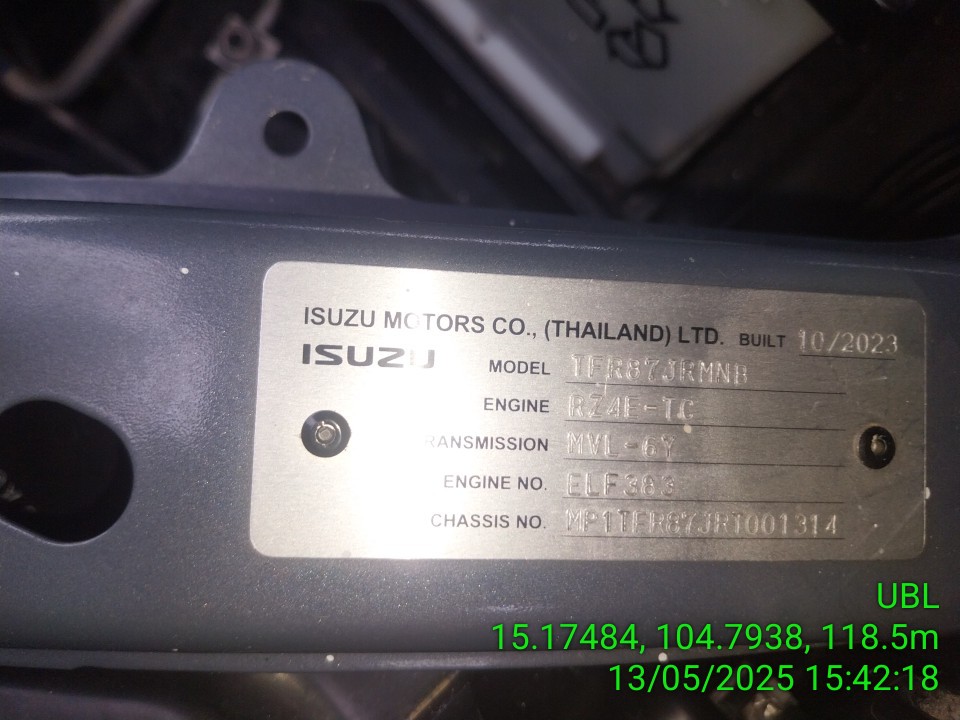 ISUZU MOTORS CO., (THAILAND) LTD. BUILT 10/2023
ISUZU MODEL TFR87JRMNB
ENGINE RZ4E-TC
TRANSMISSION MVL-6Y
ENGINE NO. ELF383
CHASSIS NO. MP1TFR87JRT001314
UBL
15.17484, 104.7938, 118.5m
13/05/2025 15:42:18